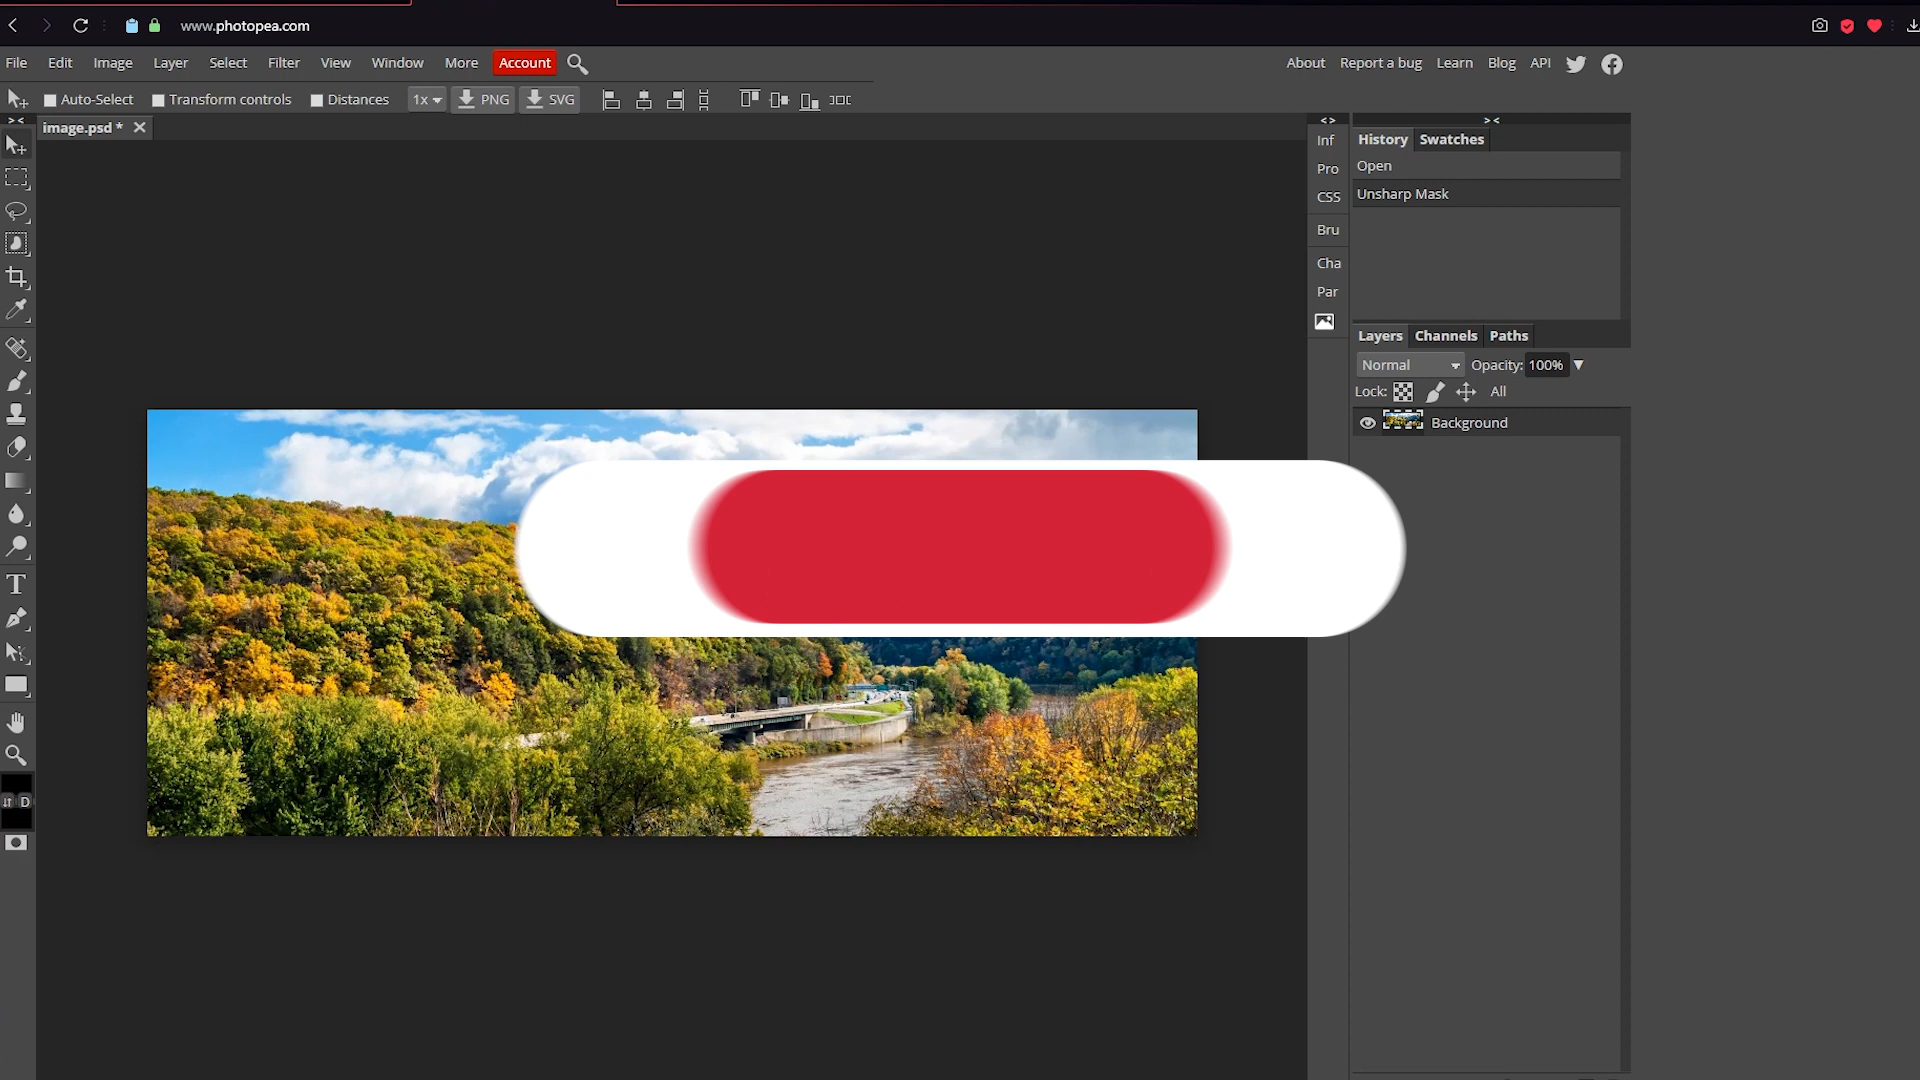 www.photopea.com
File Edit Image Layer Select Filter View Window More Account About Report a bug Learn Blog API
Auto-Select Transform controls Distances 1x PNG SVG
image.psd *
Inf
Pro
CSS
Bru
Cha
Par
History Swatches
Open
Unsharp Mask
Layers Channels Paths
Normal Opacity: 100%
Lock: All
Background
D